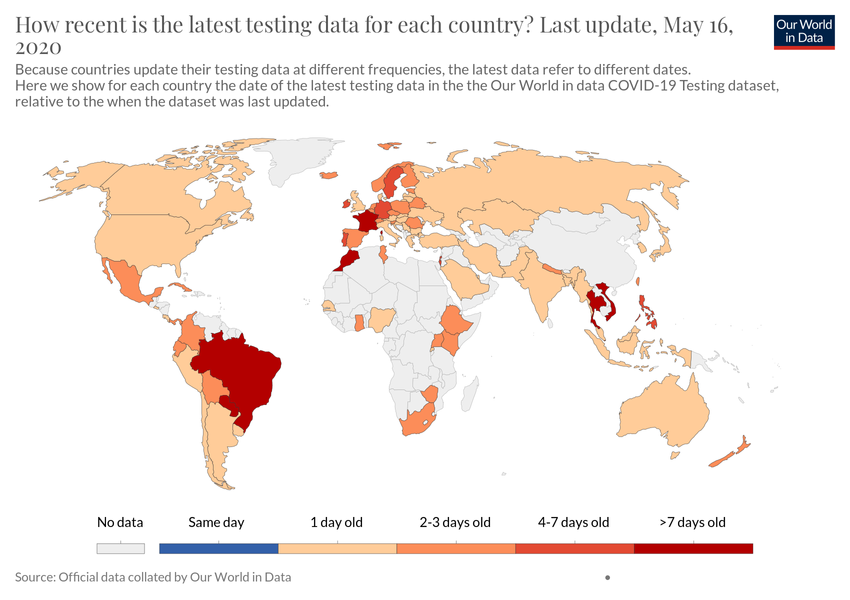 How recent is the latest testing data for each country? Last update, May 16,
2020
Our World
in Data
Because countries update their testing data at different frequencies, the latest data refer to different dates.
Here we show for each country the date of the latest testing data in the the Our World in data COVID-19 Testing dataset,
relative to the when the dataset was last updated.
No data
Same day
1 day old
2-3 days old
4-7 days old
>7 days old
Source: Official data collated by Our World in Data